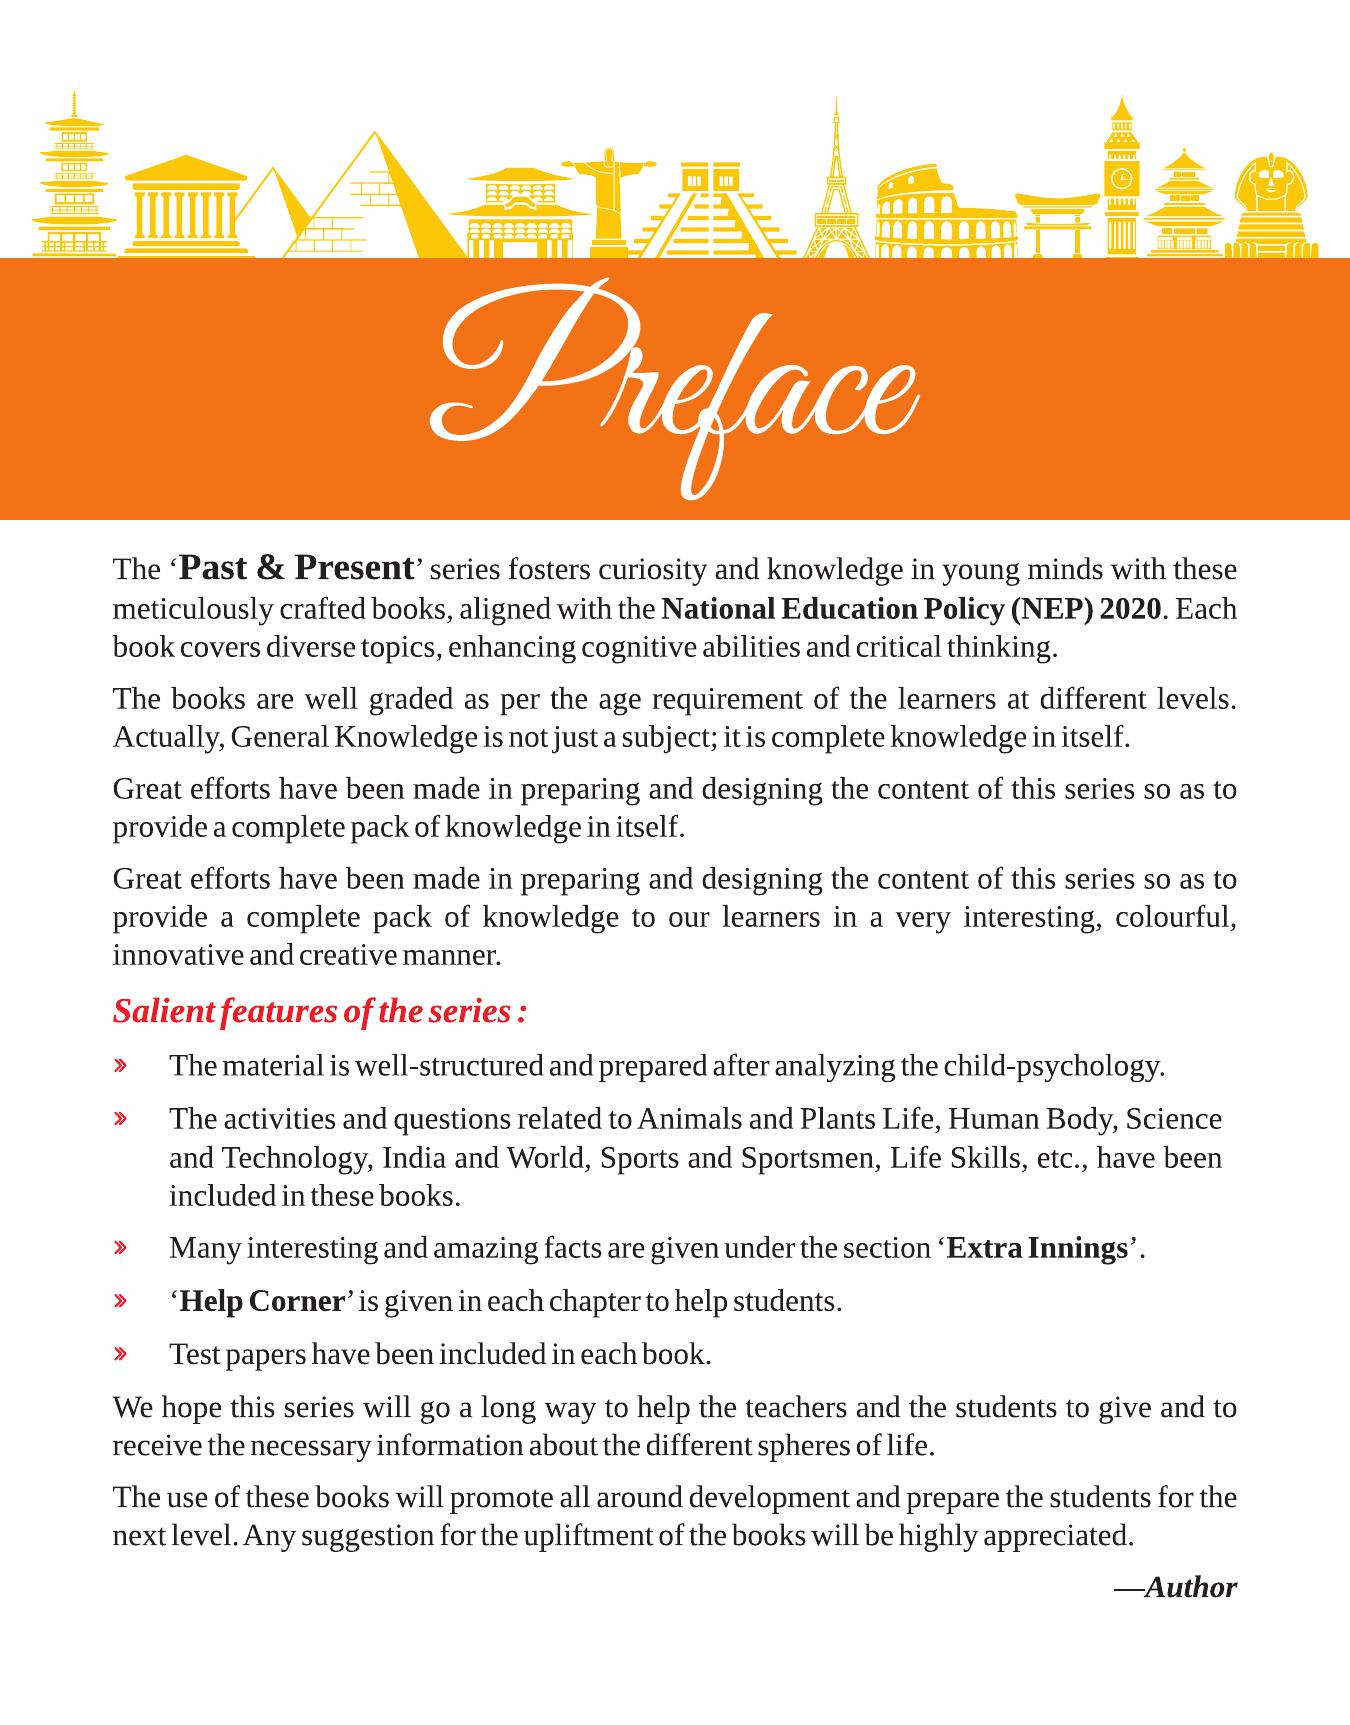 Preface
The ‘Past & Present’ series fosters curiosity and knowledge in young minds with these
meticulously crafted books, aligned with the National Education Policy (NEP) 2020. Each
book covers diverse topics, enhancing cognitive abilities and critical thinking.
The books are well graded as per the age requirement of the learners at different levels.
Actually, General Knowledge is not just a subject; it is complete knowledge in itself.
Great efforts have been made in preparing and designing the content of this series so as to
provide a complete pack of knowledge in itself.
Great efforts have been made in preparing and designing the content of this series so as to
provide a complete pack of knowledge to our learners in a very interesting, colourful,
innovative and creative manner.
Salient features of the series :
» The material is well-structured and prepared after analyzing the child-psychology.
» The activities and questions related to Animals and Plants Life, Human Body, Science
and Technology, India and World, Sports and Sportsmen, Life Skills, etc., have been
included in these books.
» Many interesting and amazing facts are given under the section ‘Extra Innings’.
» ‘Help Corner’ is given in each chapter to help students.
» Test papers have been included in each book.
We hope this series will go a long way to help the teachers and the students to give and to
receive the necessary information about the different spheres of life.
The use of these books will promote all around development and prepare the students for the
next level. Any suggestion for the upliftment of the books will be highly appreciated.
—Author